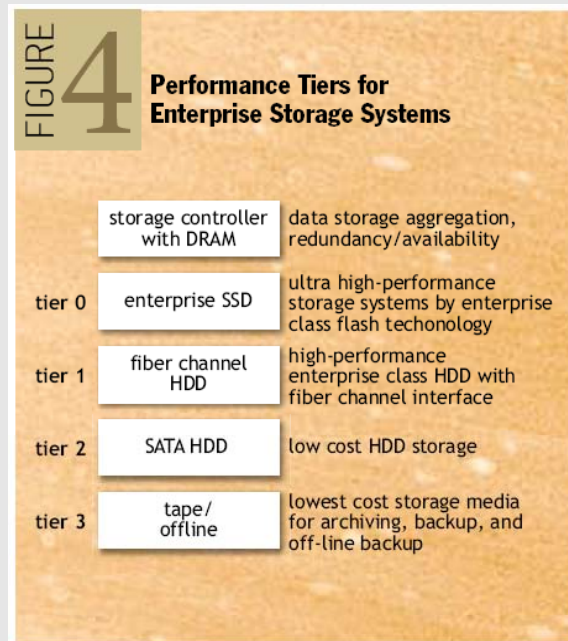 FIGURE 4
Performance Tiers for
Enterprise Storage Systems
storage controller
with DRAM
data storage aggregation,
redundancy/availability
tier 0
enterprise SSD
ultra high-performance
storage systems by enterprise
class flash techonology
tier 1
fiber channel
HDD
high-performance
enterprise class HDD with
fiber channel interface
tier 2
SATA HDD
low cost HDD storage
tier 3
tape/
offline
lowest cost storage media
for archiving, backup, and
off-line backup